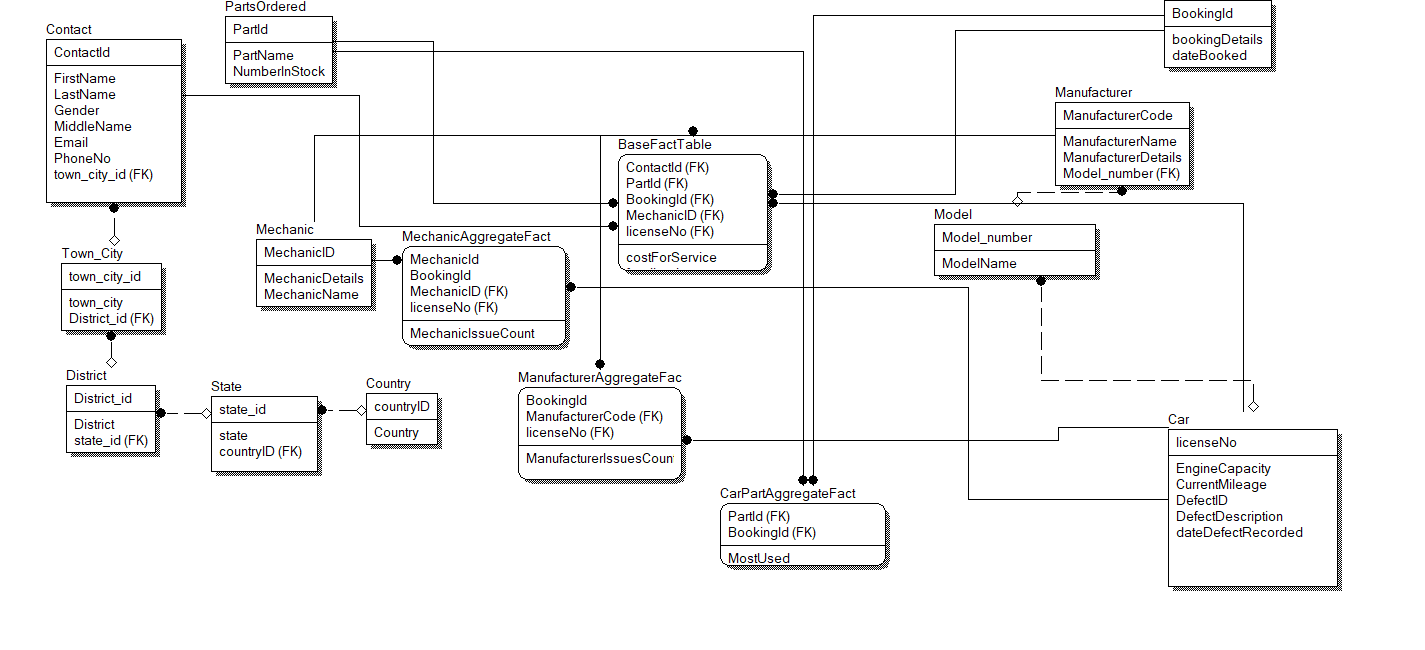 PartsOrdered
PartId
PartName
NumberInStock
BookingId
bookingDetails
dateBooked
Contact
ContactId
FirstName
LastName
Gender
MiddleName
Email
PhoneNo
town_city_id (FK)
Manufacturer
ManufacturerCode
ManufacturerName
ManufacturerDetails
Model_number (FK)
BaseFactTable
ContactId (FK)
PartId (FK)
BookingId (FK)
MechanicID (FK)
licenseNo (FK)
costForService
Model
Model_number
ModelName
Mechanic
MechanicID
MechanicDetails
MechanicName
MechanicAggregateFact
MechanicId
BookingId
MechanicID (FK)
licenseNo (FK)
MechanicIssueCount
Town_City
town_city_id
town_city
District_id (FK)
District
District_id
District
state_id (FK)
State
state_id
state
countryID (FK)
Country
countryID
Country
ManufacturerAggregateFac
BookingId
ManufacturerCode (FK)
licenseNo (FK)
ManufacturerIssuesCoun
Car
licenseNo
EngineCapacity
CurrentMileage
DefectID
DefectDescription
dateDefectRecorded
CarPartAggregateFact
PartId (FK)
BookingId (FK)
MostUsed